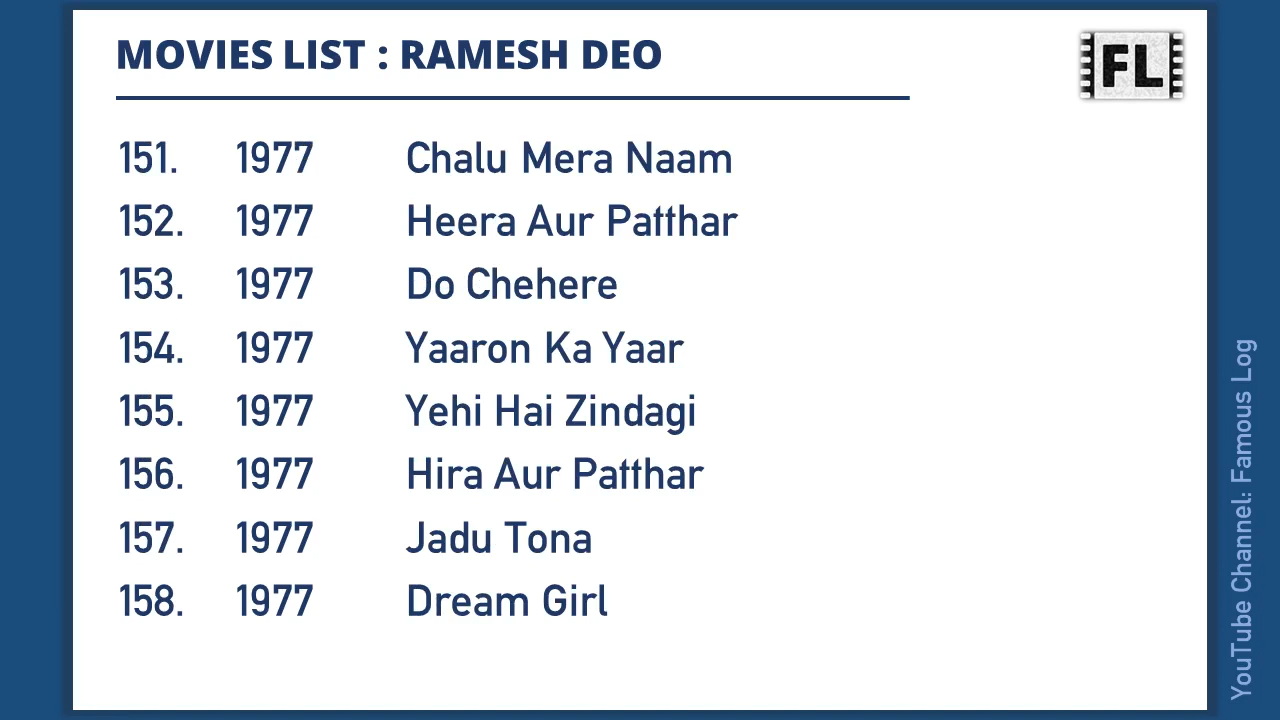 MOVIES LIST : RAMESH DEO
FL
151. 1977 Chalu Mera Naam
152. 1977 Heera Aur Patthar
153. 1977 Do Chehere
154. 1977 Yaaron Ka Yaar
155. 1977 Yehi Hai Zindagi
156. 1977 Hira Aur Patthar
157. 1977 Jadu Tona
158. 1977 Dream Girl
YouTube Channel: Famous Log